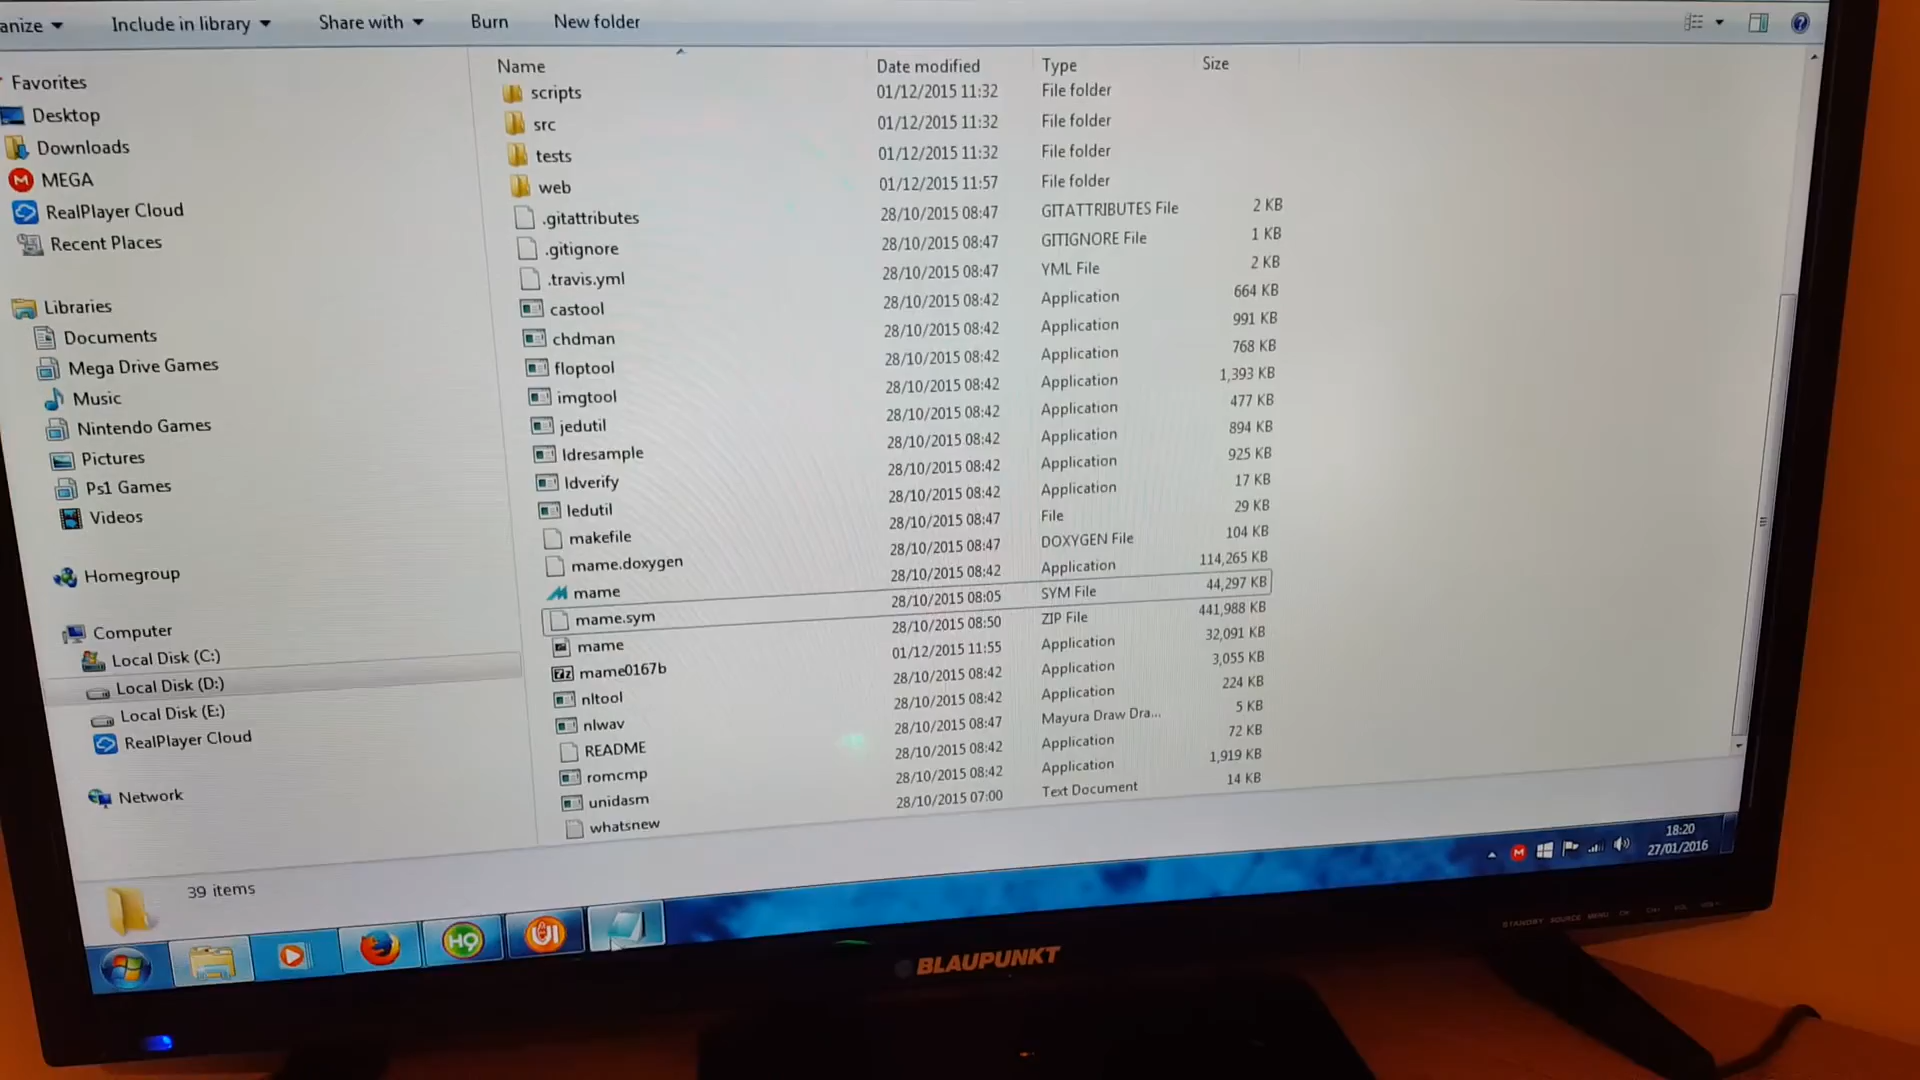 anize Include in library Share with Burn New folder
Favorites
Desktop
Downloads
MEGA
RealPlayer Cloud
Recent Places
Libraries
Documents
Mega Drive Games
Music
Nintendo Games
Pictures
Ps1 Games
Videos
Homegroup
Computer
Local Disk (C:)
Local Disk (D:)
Local Disk (E:)
RealPlayer Cloud
Network
Name Date modified Type Size
scripts 01/12/2015 11:32 File folder
src 01/12/2015 11:32 File folder
tests 01/12/2015 11:32 File folder
web 01/12/2015 11:57 File folder
.gitattributes 28/10/2015 08:47 GITATTRIBUTES File 2 KB
.gitignore 28/10/2015 08:47 GITIGNORE File 1 KB
.travis.yml 28/10/2015 08:47 YML File 2 KB
castool 28/10/2015 08:42 Application 664 KB
chdman 28/10/2015 08:42 Application 991 KB
floptool 28/10/2015 08:42 Application 768 KB
imgtool 28/10/2015 08:42 Application 1,393 KB
jedutil 28/10/2015 08:42 Application 477 KB
ldresample 28/10/2015 08:42 Application 894 KB
ldverify 28/10/2015 08:42 Application 925 KB
ledutil 28/10/2015 08:42 Application 17 KB
makefile 28/10/2015 08:47 File 29 KB
mame.doxygen 28/10/2015 08:47 DOXYGEN File 104 KB
mame 28/10/2015 08:42 Application 114,265 KB
mame.sym 28/10/2015 08:05 SYM File 44,297 KB
mame 28/10/2015 08:50 ZIP File 441,988 KB
mame0167b 01/12/2015 11:55 Application 32,091 KB
nltool 28/10/2015 08:42 Application 3,055 KB
nlwav 28/10/2015 08:42 Application 224 KB
README 28/10/2015 08:47 Mayura Draw Dra... 5 KB
romcmp 28/10/2015 08:42 Application 72 KB
unidasm 28/10/2015 08:42 Application 1,919 KB
whatsnew 28/10/2015 07:00 Text Document 14 KB
39 items
HQ
UI
18:20
27/01/2016
STANDBY SOURCE MENU
BLAUPUNKT